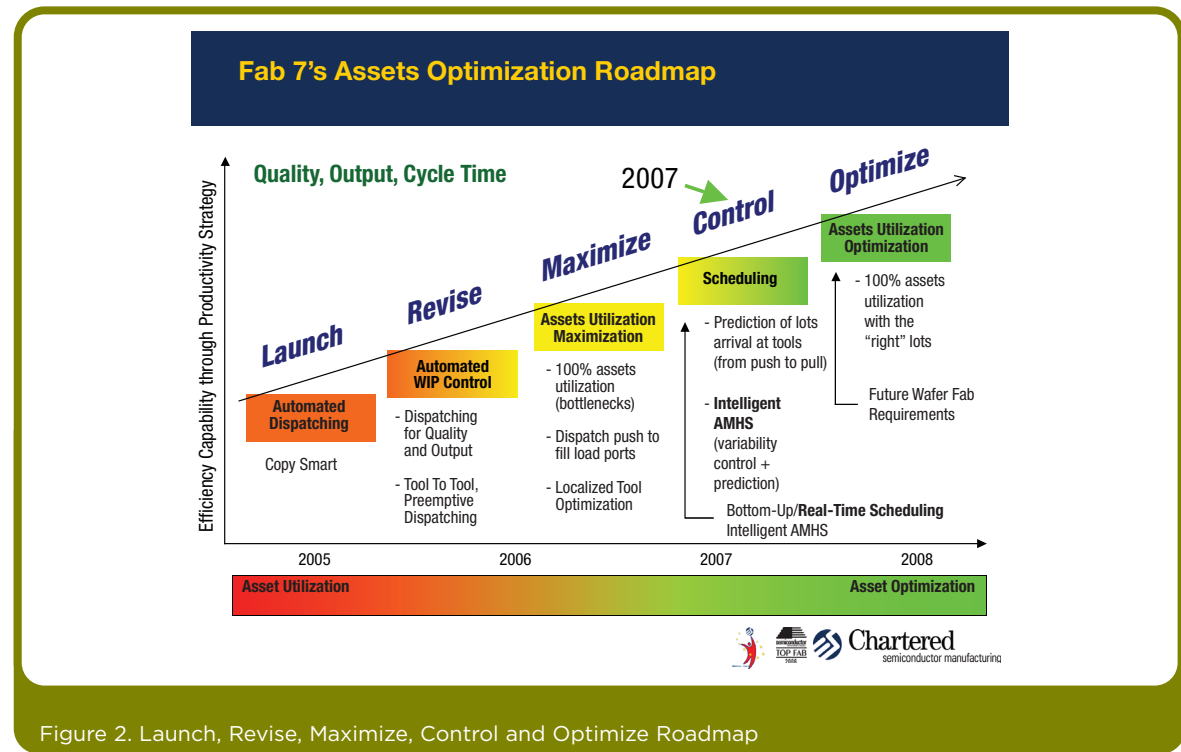 Fab 7's Assets Optimization Roadmap
Quality, Output, Cycle Time
Efficiency Capability through Productivity Strategy
Launch
Revise
Maximize
2007
Control
Optimize
Automated
Dispatching
Copy Smart
Automated
WIP Control
- Dispatching
for Quality
and Output
- Tool To Tool,
Preemptive
Dispatching
Assets Utilization
Maximization
- 100% assets
utilization
(bottlenecks)
- Dispatch push to
fill load ports
- Localized Tool
Optimization
Scheduling
- Prediction of lots
arrival at tools
(from push to pull)
- Intelligent
AMHS
(variability
control +
prediction)
Bottom-Up/Real-Time Scheduling
Intelligent AMHS
Assets Utilization
Optimization
- 100% assets
utilization
with the
"right" lots
Future Wafer Fab
Requirements
2005
2006
2007
2008
Asset Utilization
Asset Optimization
semiconductor
TOP FAB
Chartered
semiconductor manufacturing
Figure 2. Launch, Revise, Maximize, Control and Optimize Roadmap